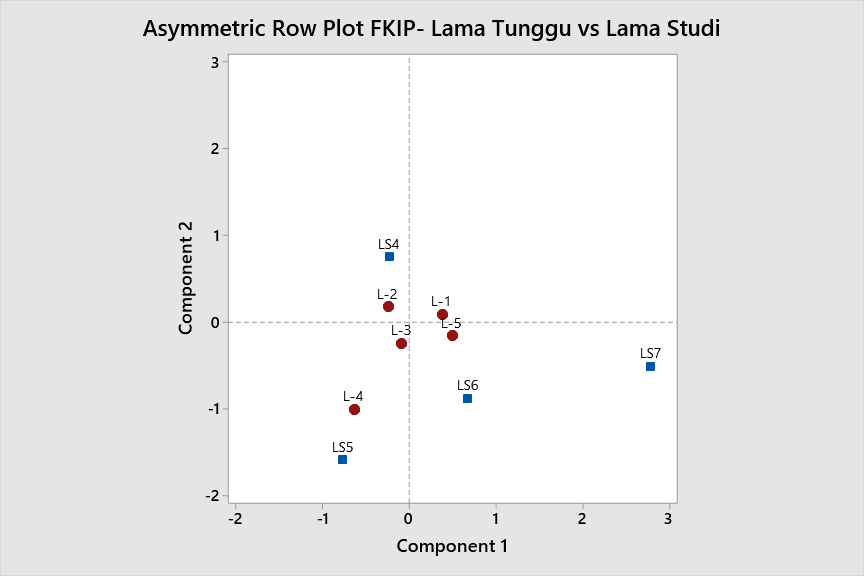 Asymmetric Row Plot FKIP- Lama Tunggu vs Lama Studi
3
2
1
0
-1
-2
Component 2
LS4
L-2
L-1
L-5
L-3
LS7
LS6
L-4
LS5
-2
-1
0
1
2
3
Component 1